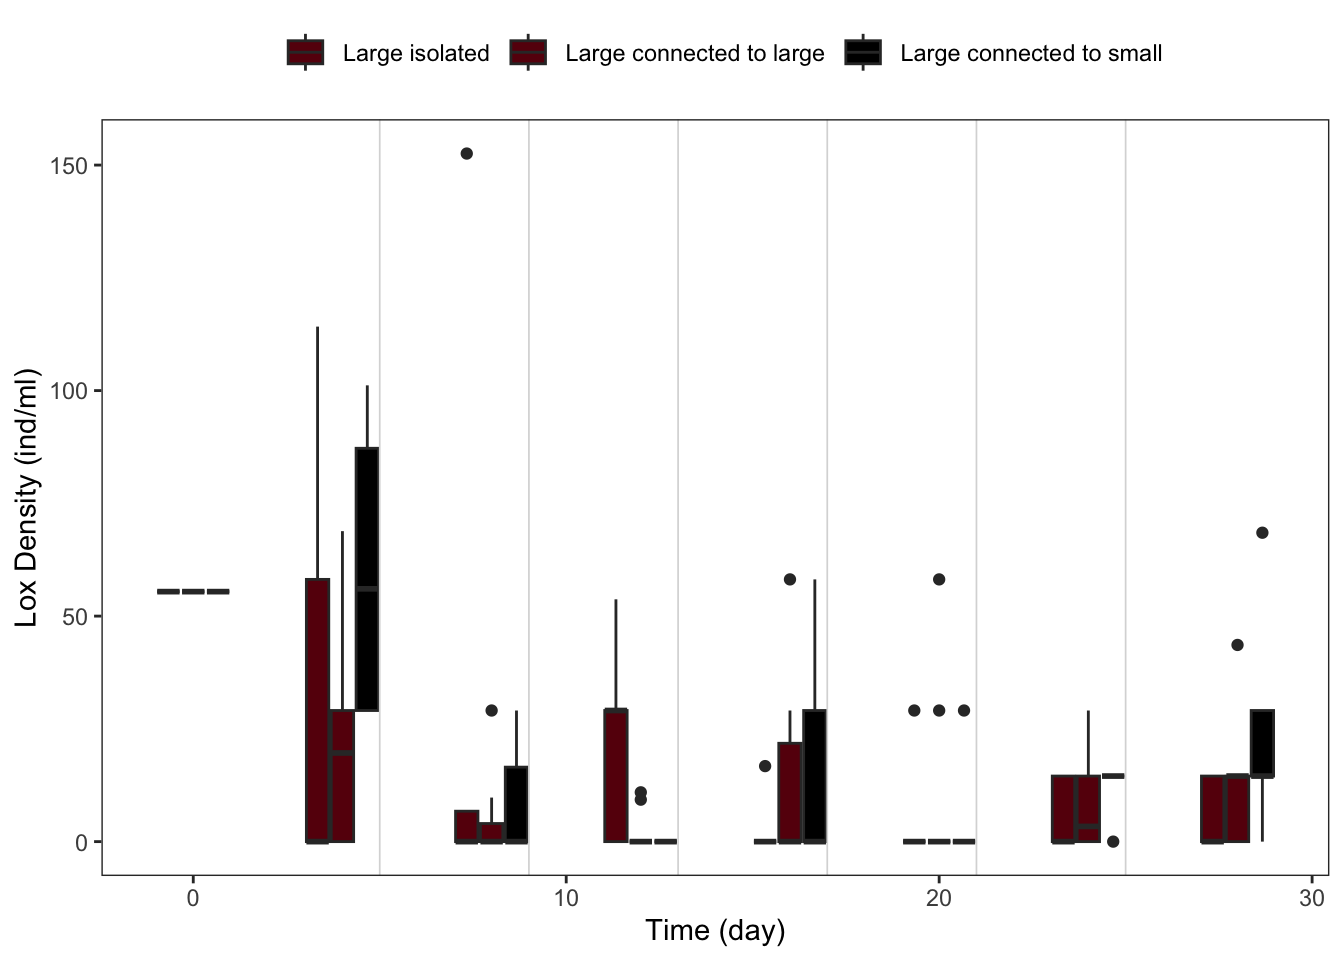 Large isolated Large connected to large Large connected to small
150
100
50
0
Lox Density (ind/ml)
0 10 20 30
Time (day)